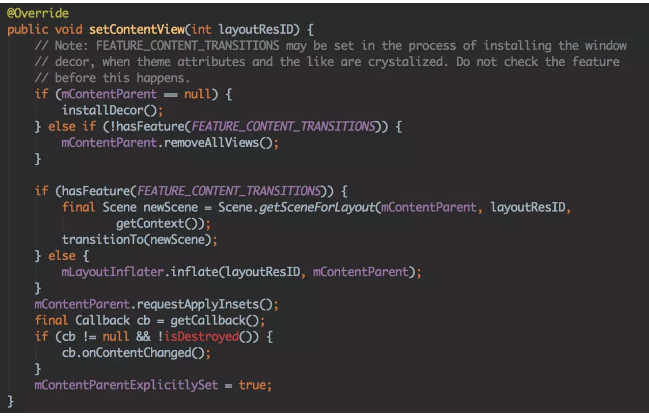 @Override
public void setContentView(int layoutResID) {
// Note: FEATURE_CONTENT_TRANSITIONS may be set in the process of installing the window
// decor, when theme attributes and the like are crystalized. Do not check the feature
// before this happens.
if (mContentParent == null) {
installDecor();
} else if (!hasFeature(FEATURE_CONTENT_TRANSITIONS)) {
mContentParent.removeAllViews();
}
if (hasFeature(FEATURE_CONTENT_TRANSITIONS)) {
final Scene newScene = Scene.getSceneForLayout(mContentParent, layoutResID,
getContext());
transitionTo(newScene);
} else {
mLayoutInflater.inflate(layoutResID, mContentParent);
}
mContentParent.requestApplyInsets();
final Callback cb = getCallback();
if (cb != null && !isDestroyed()) {
cb.onContentChanged();
}
mContentParentExplicitlySet = true;
}